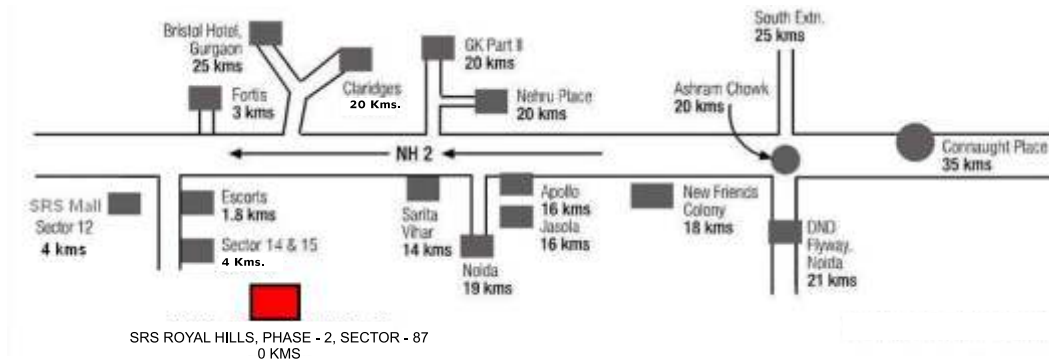 South Extn.
25 kms
Bristol Hotel,
Gurgaon
25 kms
GK Part II
20 kms
Claridges
20 Kms.
Ashram Chowk
20 kms
Fortis
3 kms
Nehru Place
20 kms
NH 2
Connaught Place
35 kms
SRS Mall
Sector 12
4 kms
Escorts
1.8 kms
Sector 14 & 15
4 Kms.
Sarita
Vihar
14 kms
Apollo
16 kms
Jasola
16 kms
Noida
19 kms
New Friends
Colony
18 kms
DND
Flyway,
Noida
21 kms
SRS ROYAL HILLS, PHASE - 2, SECTOR - 87
0 KMS